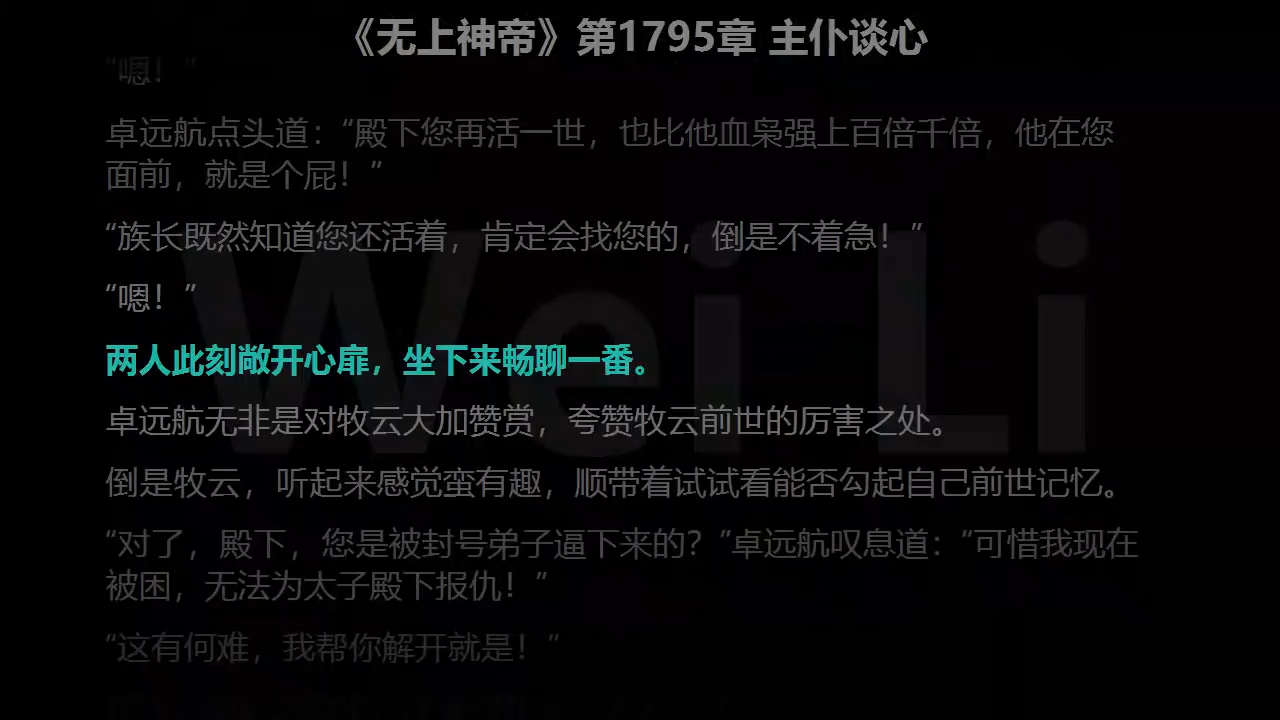 《无上神帝》第1795章 主仆谈心
“嗯！”
卓远航点头道：“殿下您再活一世，也比他血枭强上百倍千倍，他在您
面前，就是个屁！”
“族长既然知道您还活着，肯定会找您的，倒是不着急！”
“嗯！”
两人此刻敞开心扉，坐下来畅聊一番。
卓远航无非是对牧云大加赞赏，夸赞牧云前世的厉害之处。
倒是牧云，听起来感觉蛮有趣，顺带着试试看能否勾起自己前世记忆。
“对了，殿下，您是被封号弟子逼下来的？”卓远航叹息道：“可惜我现在
被困，无法为太子殿下报仇！”
“这有何难，我帮你解开就是！”
Wei Li